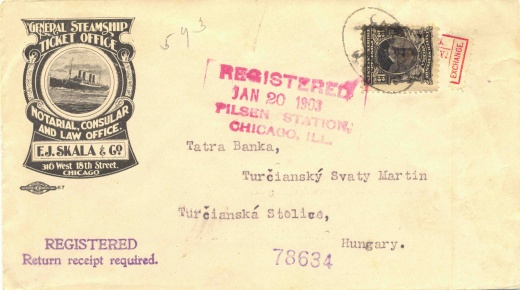 GENERAL STEAMSHIP
TICKET OFFICE
NOTARIAL, CONSULAR
AND LAW OFFICE.
E.J. SKALA & Co
316 West 18th Street.
CHICAGO
593
REGISTERED
JAN 20 1903
PILSEN STATION,
CHICAGO, ILL.
EXCHANGE.
Tatra Banka,
Turčianský Svaty Martin
Turčianská Stolice,
Hungary.
REGISTERED
Return receipt required.
78634